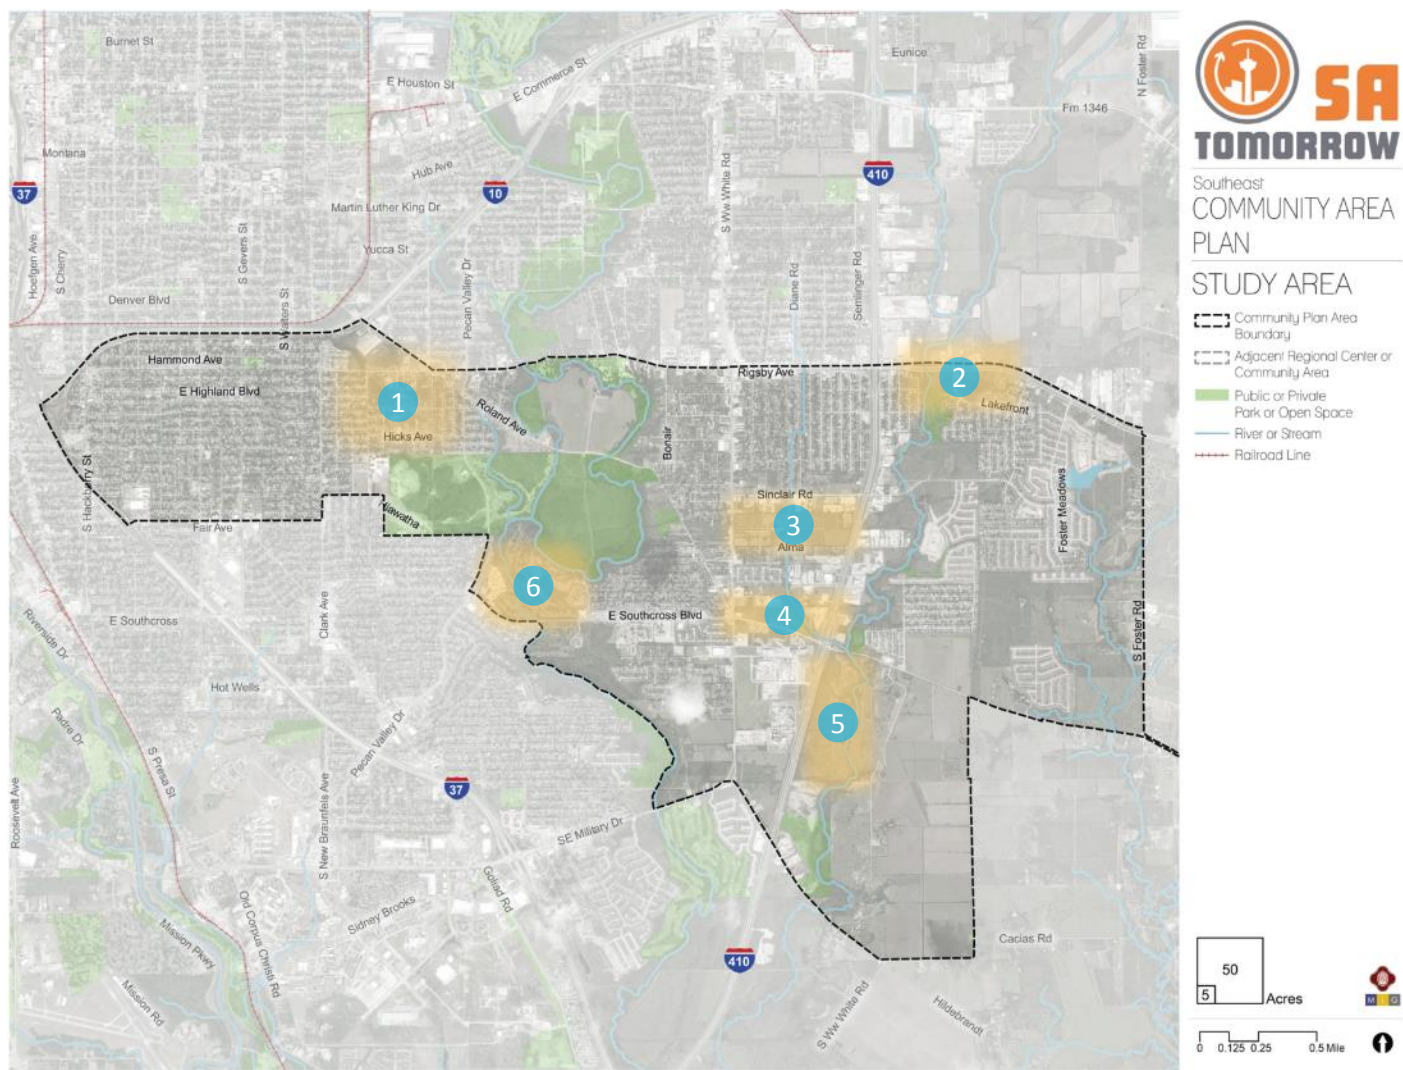 Burnet St
E Houston St
E Commerce St
Eunice
N Foster Rd
Fm 1346
Montana
Hub Ave
37
10
410
Martin Luther King Dr
S Ww White Rd
Yucca St
Hoefgen Ave
S Cherry
S Gevers St
Pecan Valley Dr
Diane Rd
Semlinger Rd
Denver Blvd
S Walters St
Hammond Ave
E Highland Blvd
Rigsby Ave
1
2
Lakefront
Roland Ave
Hicks Ave
Bonair
S Hackberry St
Sinclair Rd
Foster Meadows
Hiawatha
Fair Ave
3
Alma
6
4
E Southcross
E Southcross Blvd
Clark Ave
Riverside Dr
S Foster Rd
Hot Wells
Padre Dr
Pecan Valley Dr
5
S Presa St
37
Roosevelt Ave
S New Braunfels Ave
SE Military Dr
Goliad Rd
Old Corpus Christi Rd
Sidney Brooks
Mission Pkwy
Cacias Rd
410
Mission Rd
S Ww White Rd
Hildebrandt
SA
TOMORROW
Southeast
COMMUNITY AREA
PLAN
STUDY AREA
Community Plan Area
Boundary
Adjacent Regional Center or
Community Area
Public or Private
Park or Open Space
River or Stream
Railroad Line
50
5
Acres
M I G
0 0.125 0.25 0.5 Mile